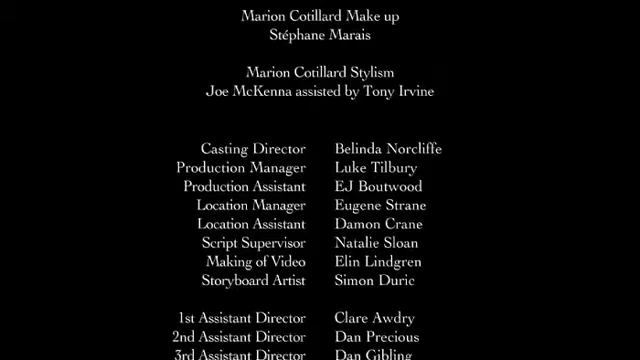 Marion Cotillard Make up
Stéphane Marais
Marion Cotillard Stylism
Joe McKenna assisted by Tony Irvine
Casting Director Belinda Norcliffe
Production Manager Luke Tilbury
Production Assistant EJ Boutwood
Location Manager Eugene Strane
Location Assistant Damon Crane
Script Supervisor Natalie Sloan
Making of Video Elin Lindgren
Storyboard Artist Simon Duric
1st Assistant Director Clare Awdry
2nd Assistant Director Dan Precious
3rd Assistant Director Dan Gibling